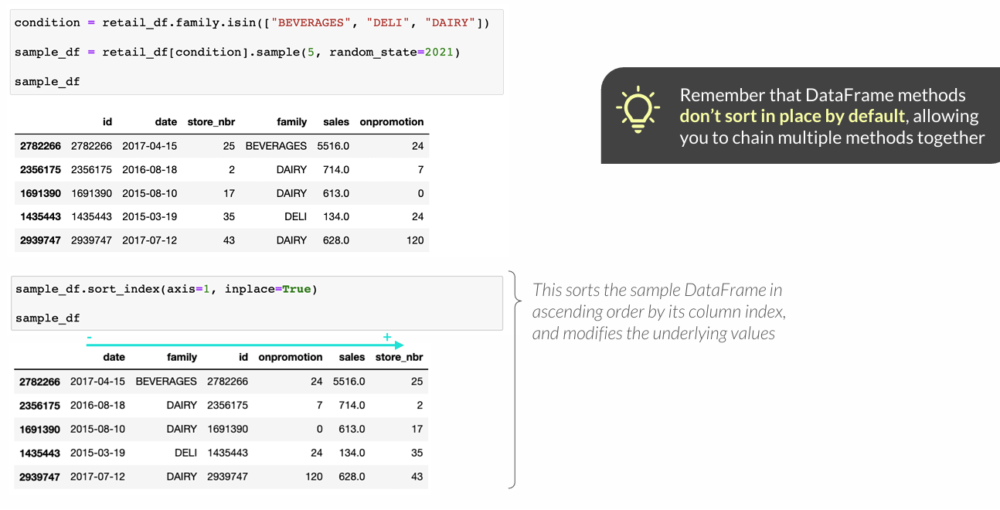 condition = retail_df.family.isin(["BEVERAGES", "DELI", "DAIRY"])
sample_df = retail_df[condition].sample(5, random_state=2021)
sample_df
id date store_nbr family sales onpromotion
2782266 2782266 2017-04-15 25 BEVERAGES 5516.0 24
2356175 2356175 2016-08-18 2 DAIRY 714.0 7
1691390 1691390 2015-08-10 17 DAIRY 613.0 0
1435443 1435443 2015-03-19 35 DELI 134.0 24
2939747 2939747 2017-07-12 43 DAIRY 628.0 120
Remember that DataFrame methods
don’t sort in place by default, allowing
you to chain multiple methods together
sample_df.sort_index(axis=1, inplace=True)
sample_df
- +
date family id onpromotion sales store_nbr
2782266 2017-04-15 BEVERAGES 2782266 24 5516.0 25
2356175 2016-08-18 DAIRY 2356175 7 714.0 2
1691390 2015-08-10 DAIRY 1691390 0 613.0 17
1435443 2015-03-19 DELI 1435443 24 134.0 35
2939747 2017-07-12 DAIRY 2939747 120 628.0 43
This sorts the sample DataFrame in
ascending order by its column index,
and modifies the underlying values